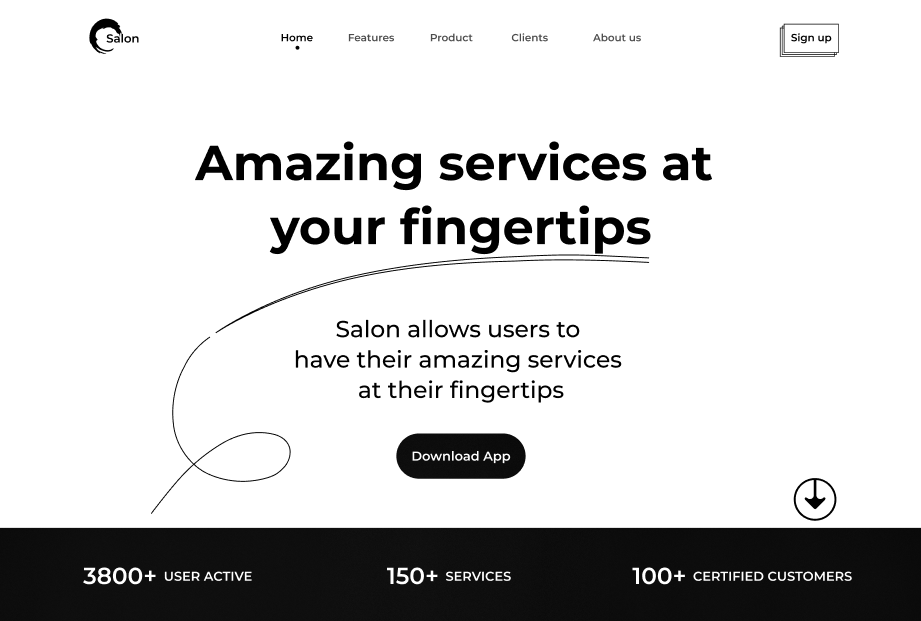 Salon
Home Features Product Clients About us
Sign up
Amazing services at
your fingertips
Salon allows users to
have their amazing services
at their fingertips
Download App
3800+ USER ACTIVE
150+ SERVICES
100+ CERTIFIED CUSTOMERS